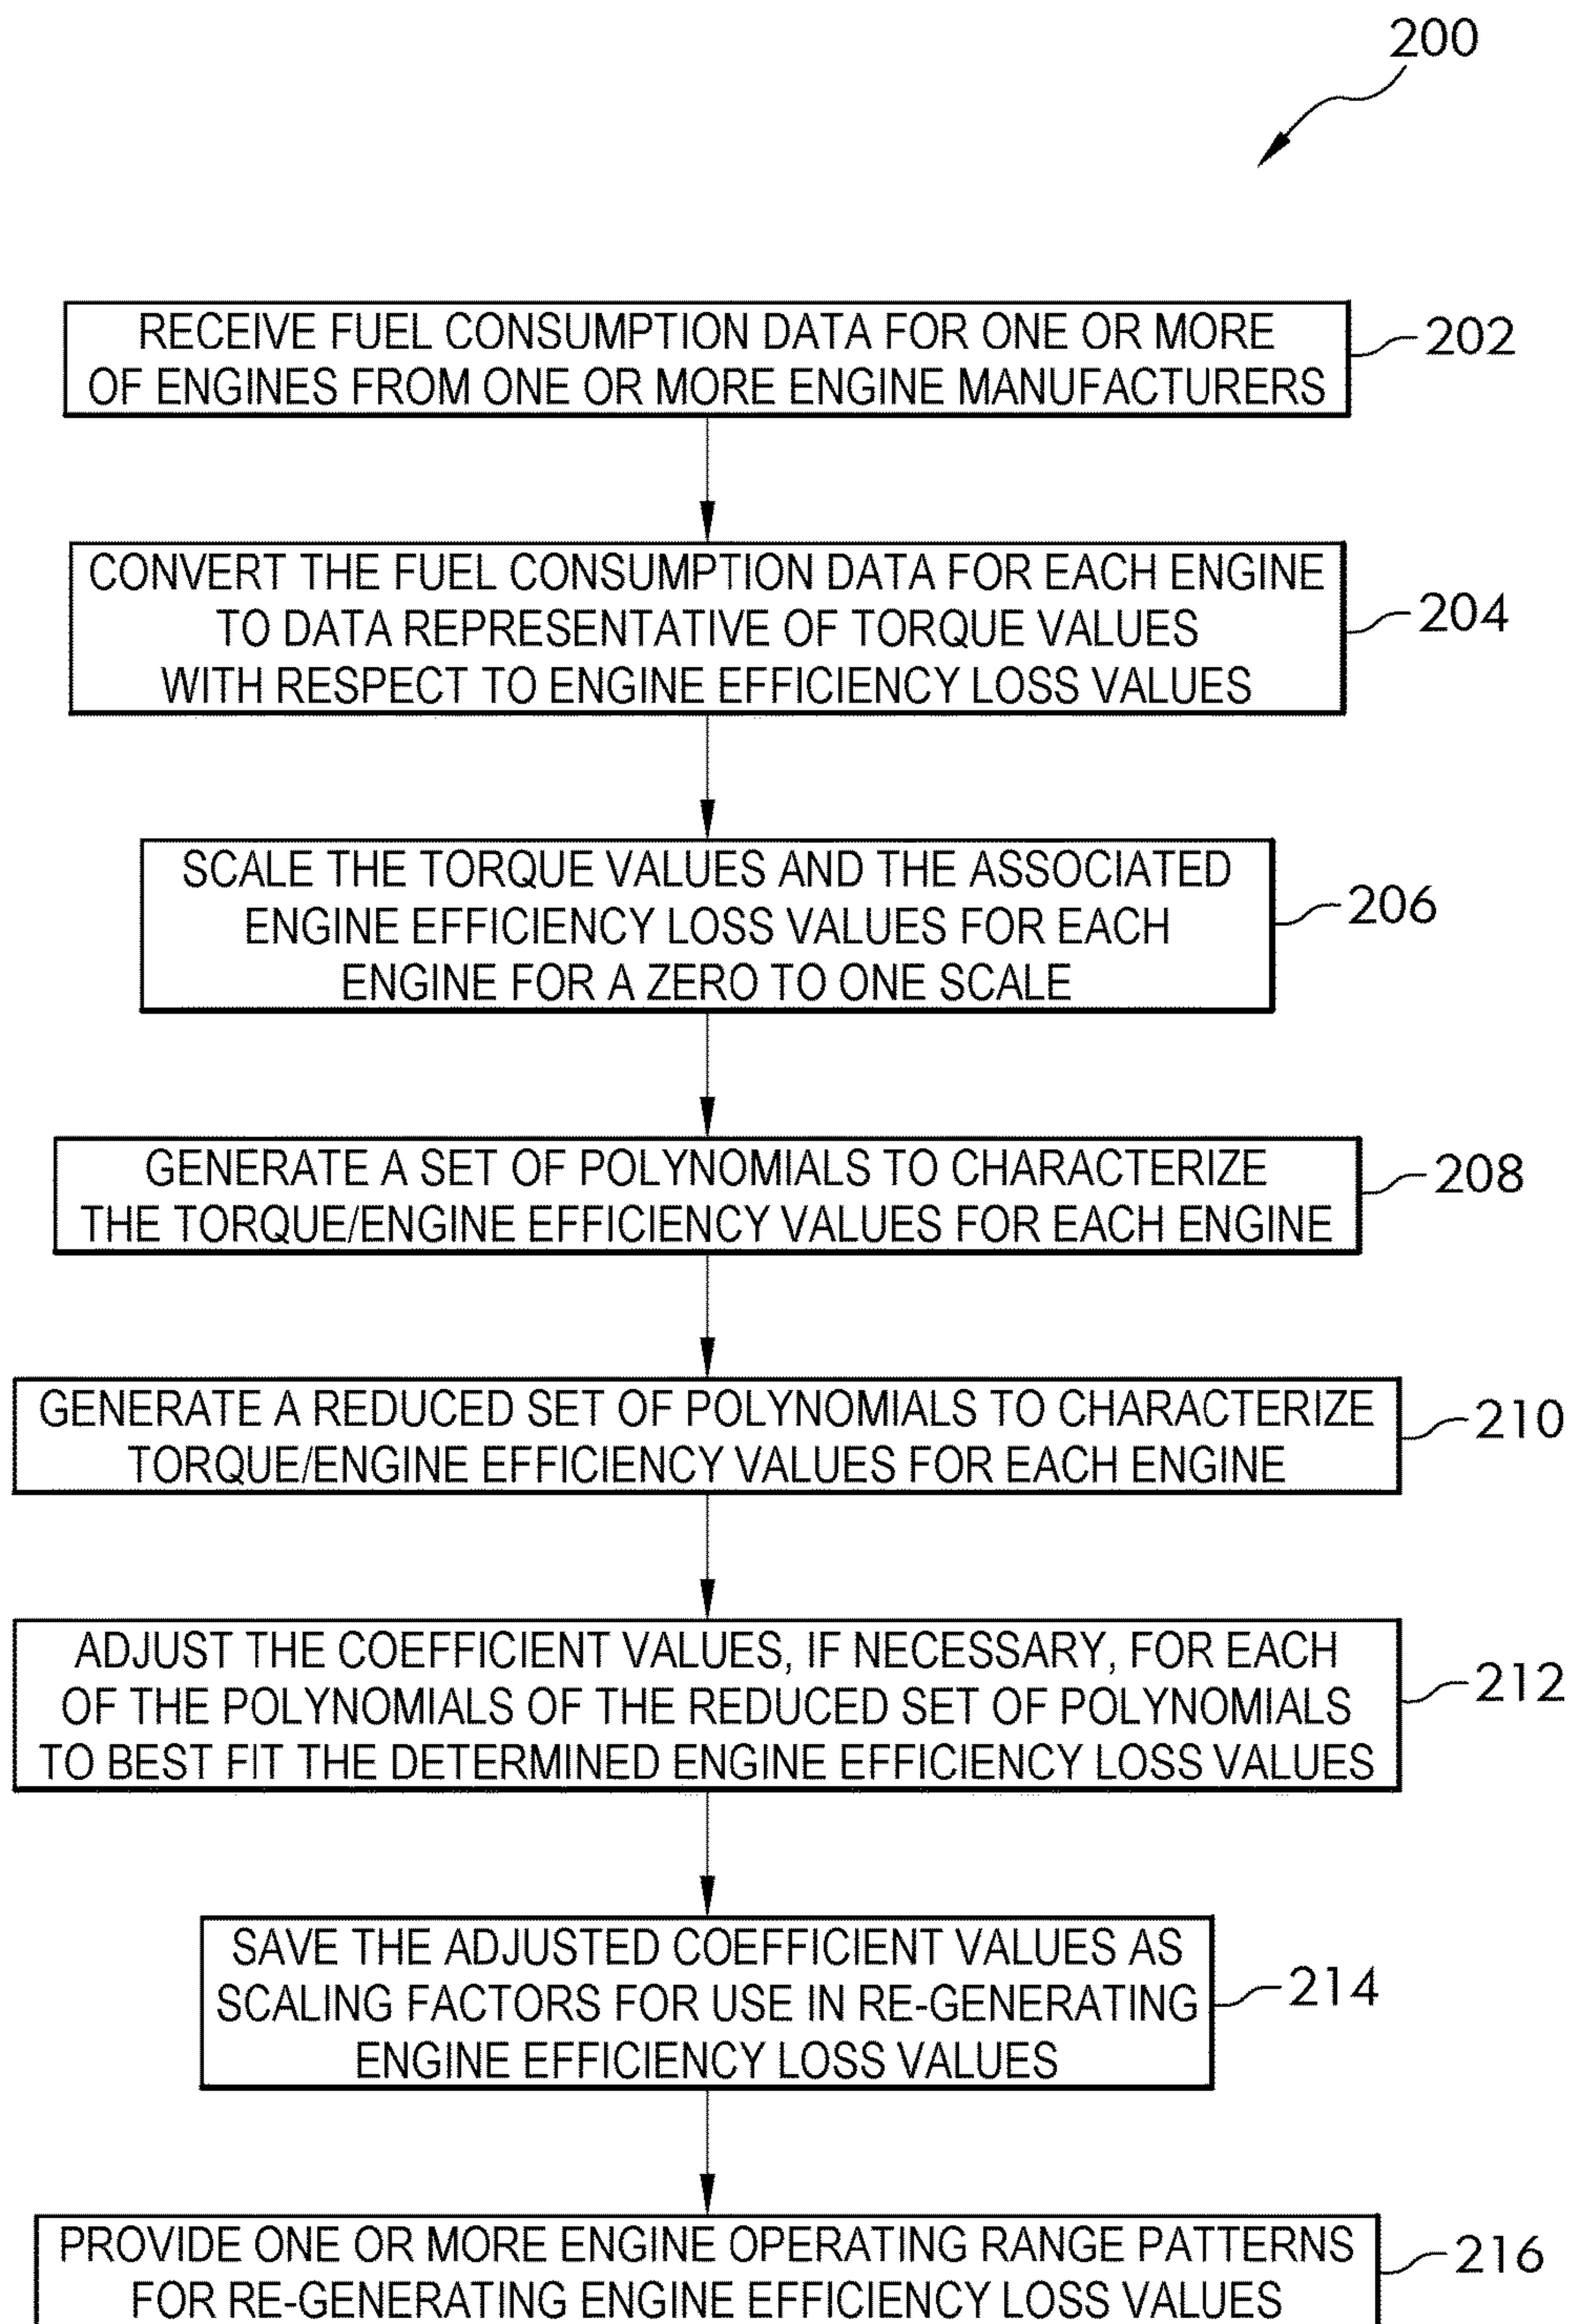 200
RECEIVE FUEL CONSUMPTION DATA FOR ONE OR MORE
OF ENGINES FROM ONE OR MORE ENGINE MANUFACTURERS
202
CONVERT THE FUEL CONSUMPTION DATA FOR EACH ENGINE
TO DATA REPRESENTATIVE OF TORQUE VALUES
WITH RESPECT TO ENGINE EFFICIENCY LOSS VALUES
204
SCALE THE TORQUE VALUES AND THE ASSOCIATED
ENGINE EFFICIENCY LOSS VALUES FOR EACH
ENGINE FOR A ZERO TO ONE SCALE
206
GENERATE A SET OF POLYNOMIALS TO CHARACTERIZE
THE TORQUE/ENGINE EFFICIENCY VALUES FOR EACH ENGINE
208
GENERATE A REDUCED SET OF POLYNOMIALS TO CHARACTERIZE
TORQUE/ENGINE EFFICIENCY VALUES FOR EACH ENGINE
210
ADJUST THE COEFFICIENT VALUES, IF NECESSARY, FOR EACH
OF THE POLYNOMIALS OF THE REDUCED SET OF POLYNOMIALS
TO BEST FIT THE DETERMINED ENGINE EFFICIENCY LOSS VALUES
212
SAVE THE ADJUSTED COEFFICIENT VALUES AS
SCALING FACTORS FOR USE IN RE-GENERATING
ENGINE EFFICIENCY LOSS VALUES
214
PROVIDE ONE OR MORE ENGINE OPERATING RANGE PATTERNS
FOR RE-GENERATING ENGINE EFFICIENCY LOSS VALUES
216